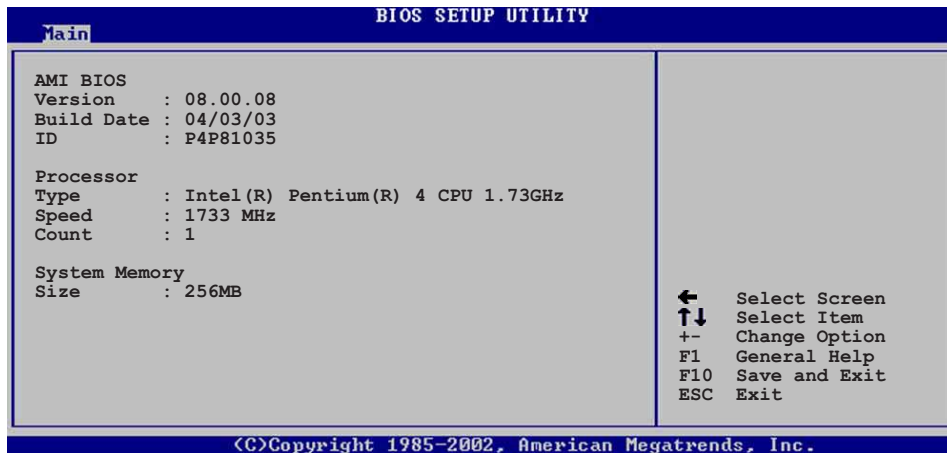 BIOS SETUP UTILITY
Main
AMI BIOS
Version : 08.00.08
Build Date : 04/03/03
ID : P4P81035
Processor
Type : Intel(R) Pentium(R) 4 CPU 1.73GHz
Speed : 1733 MHz
Count : 1
System Memory
Size : 256MB
← Select Screen
↑↓ Select Item
+- Change Option
F1 General Help
F10 Save and Exit
ESC Exit
(C)Copyright 1985-2002, American Megatrends, Inc.